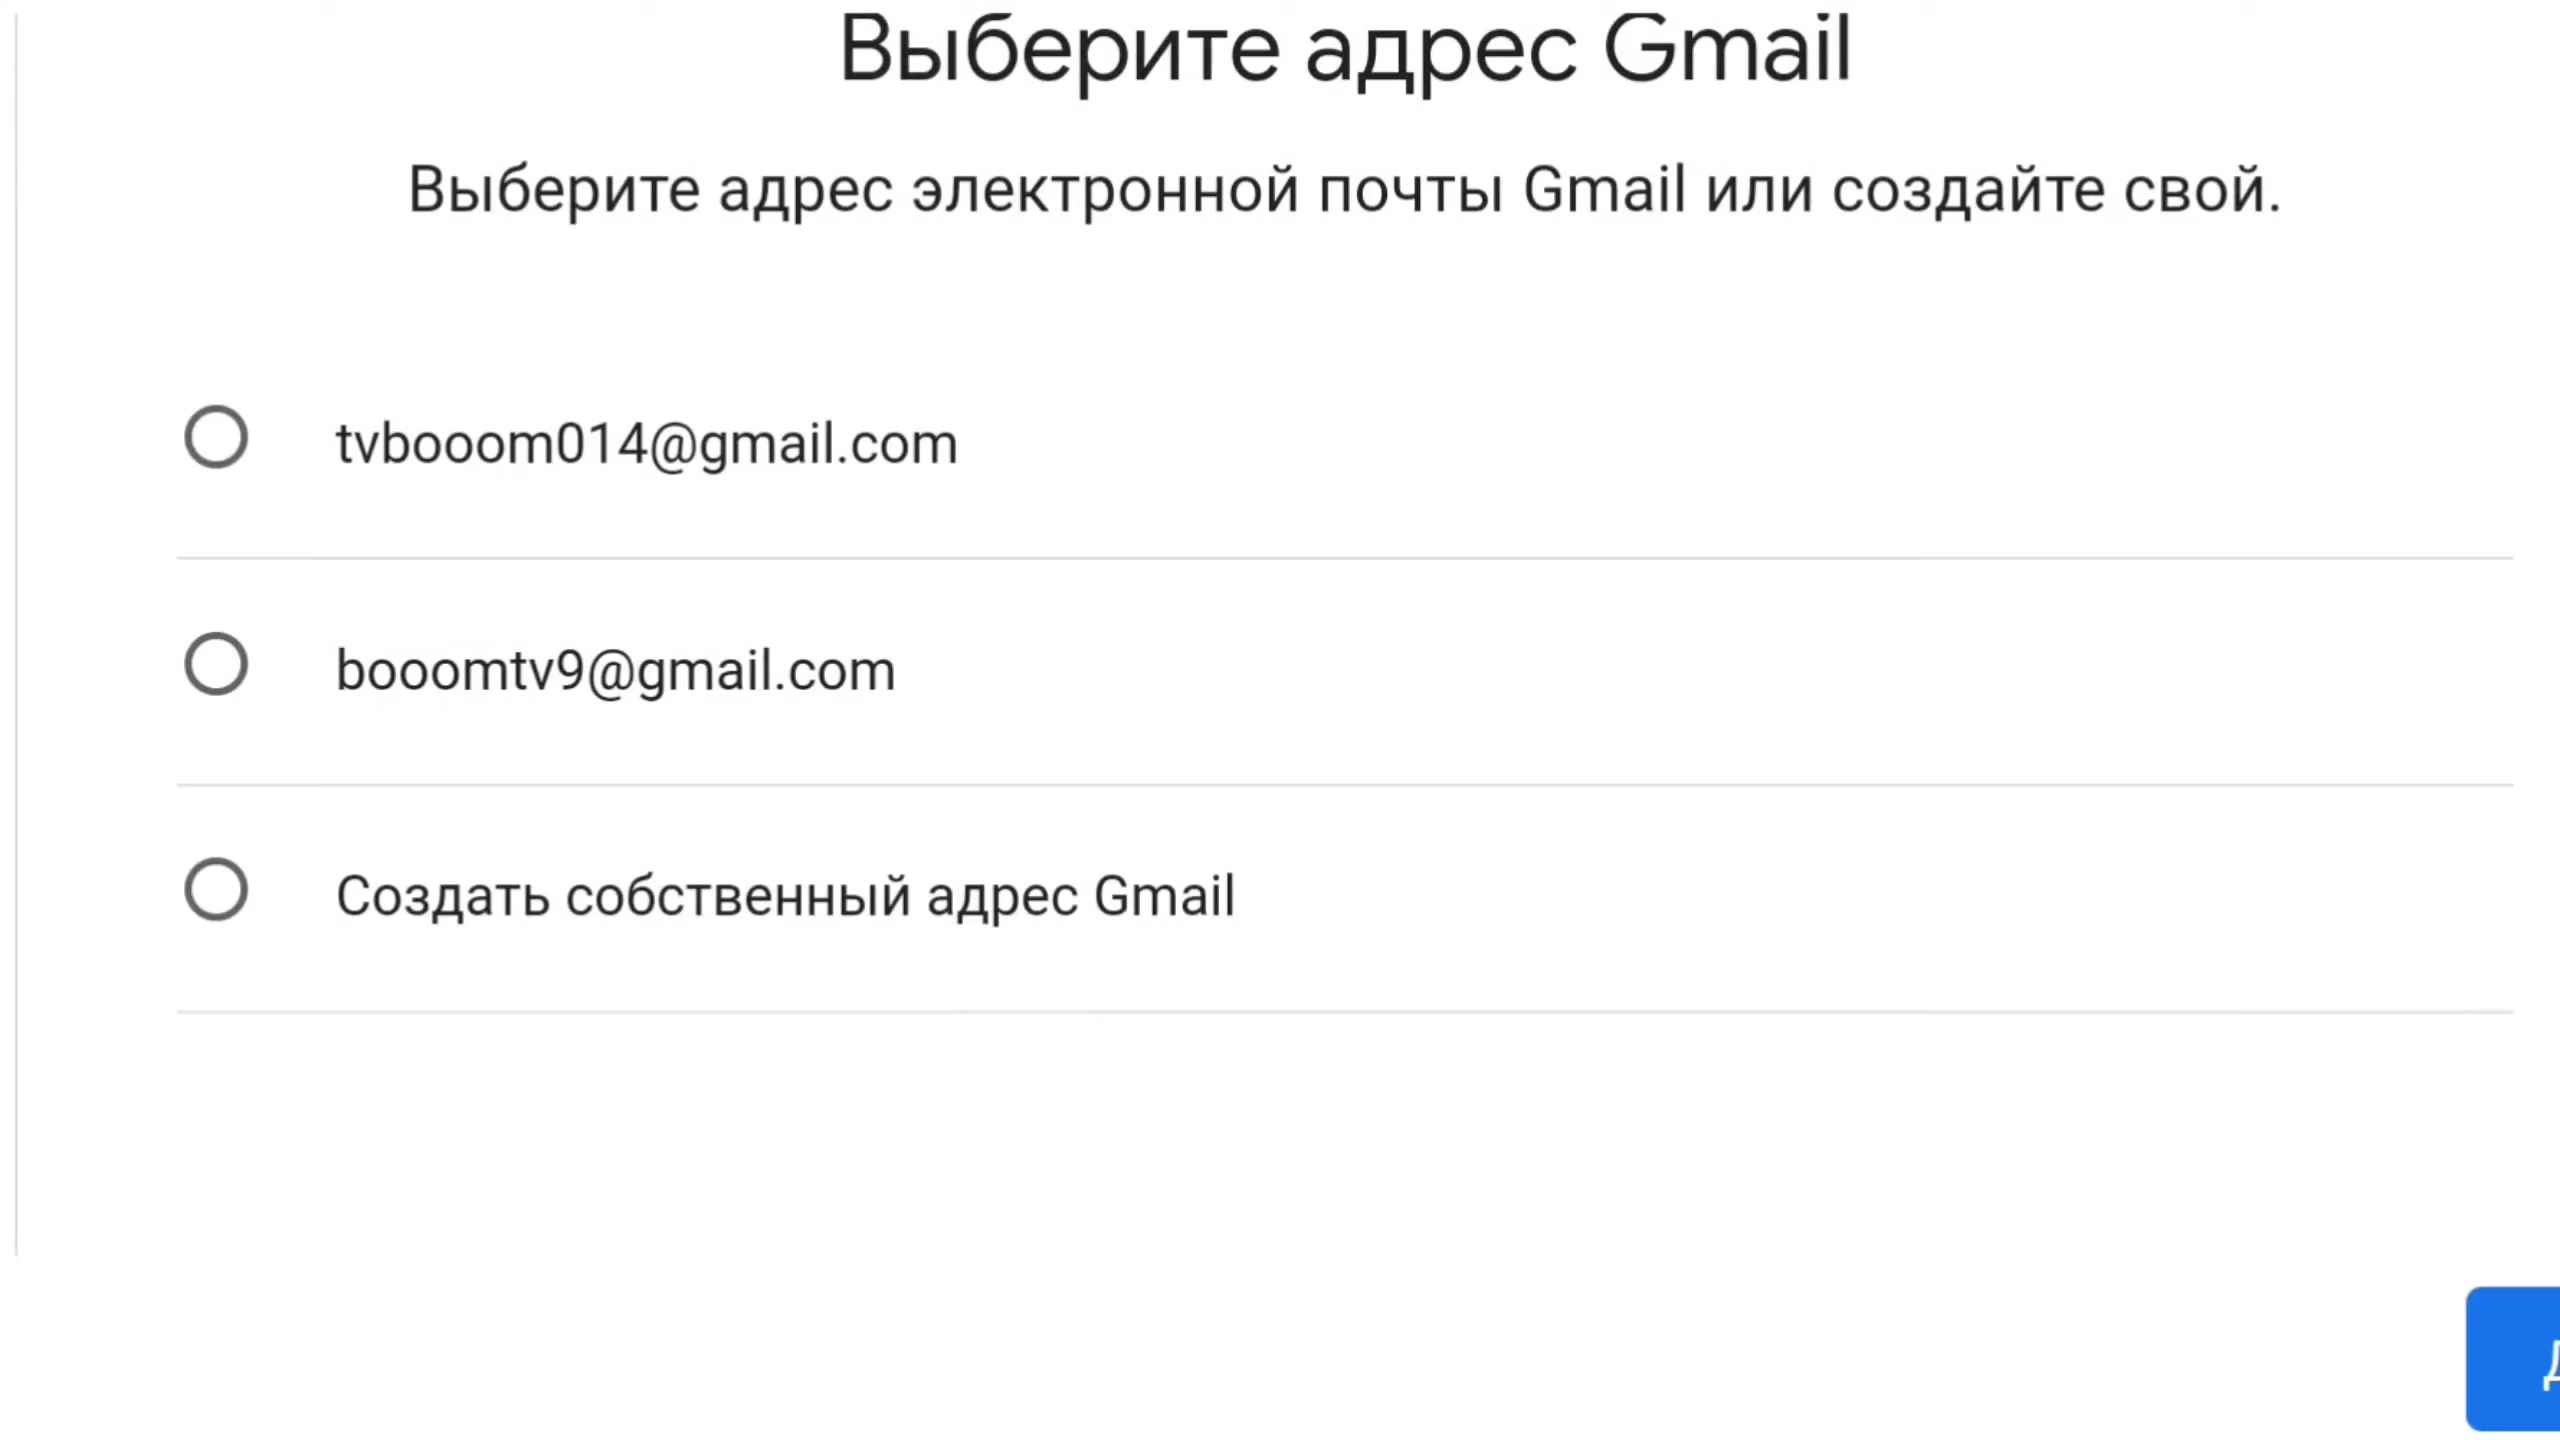 Выберите адрес Gmail
Выберите адрес электронной почты Gmail или создайте свой.
tvbooom014@gmail.com
booomtv9@gmail.com
Создать собственный адрес Gmail